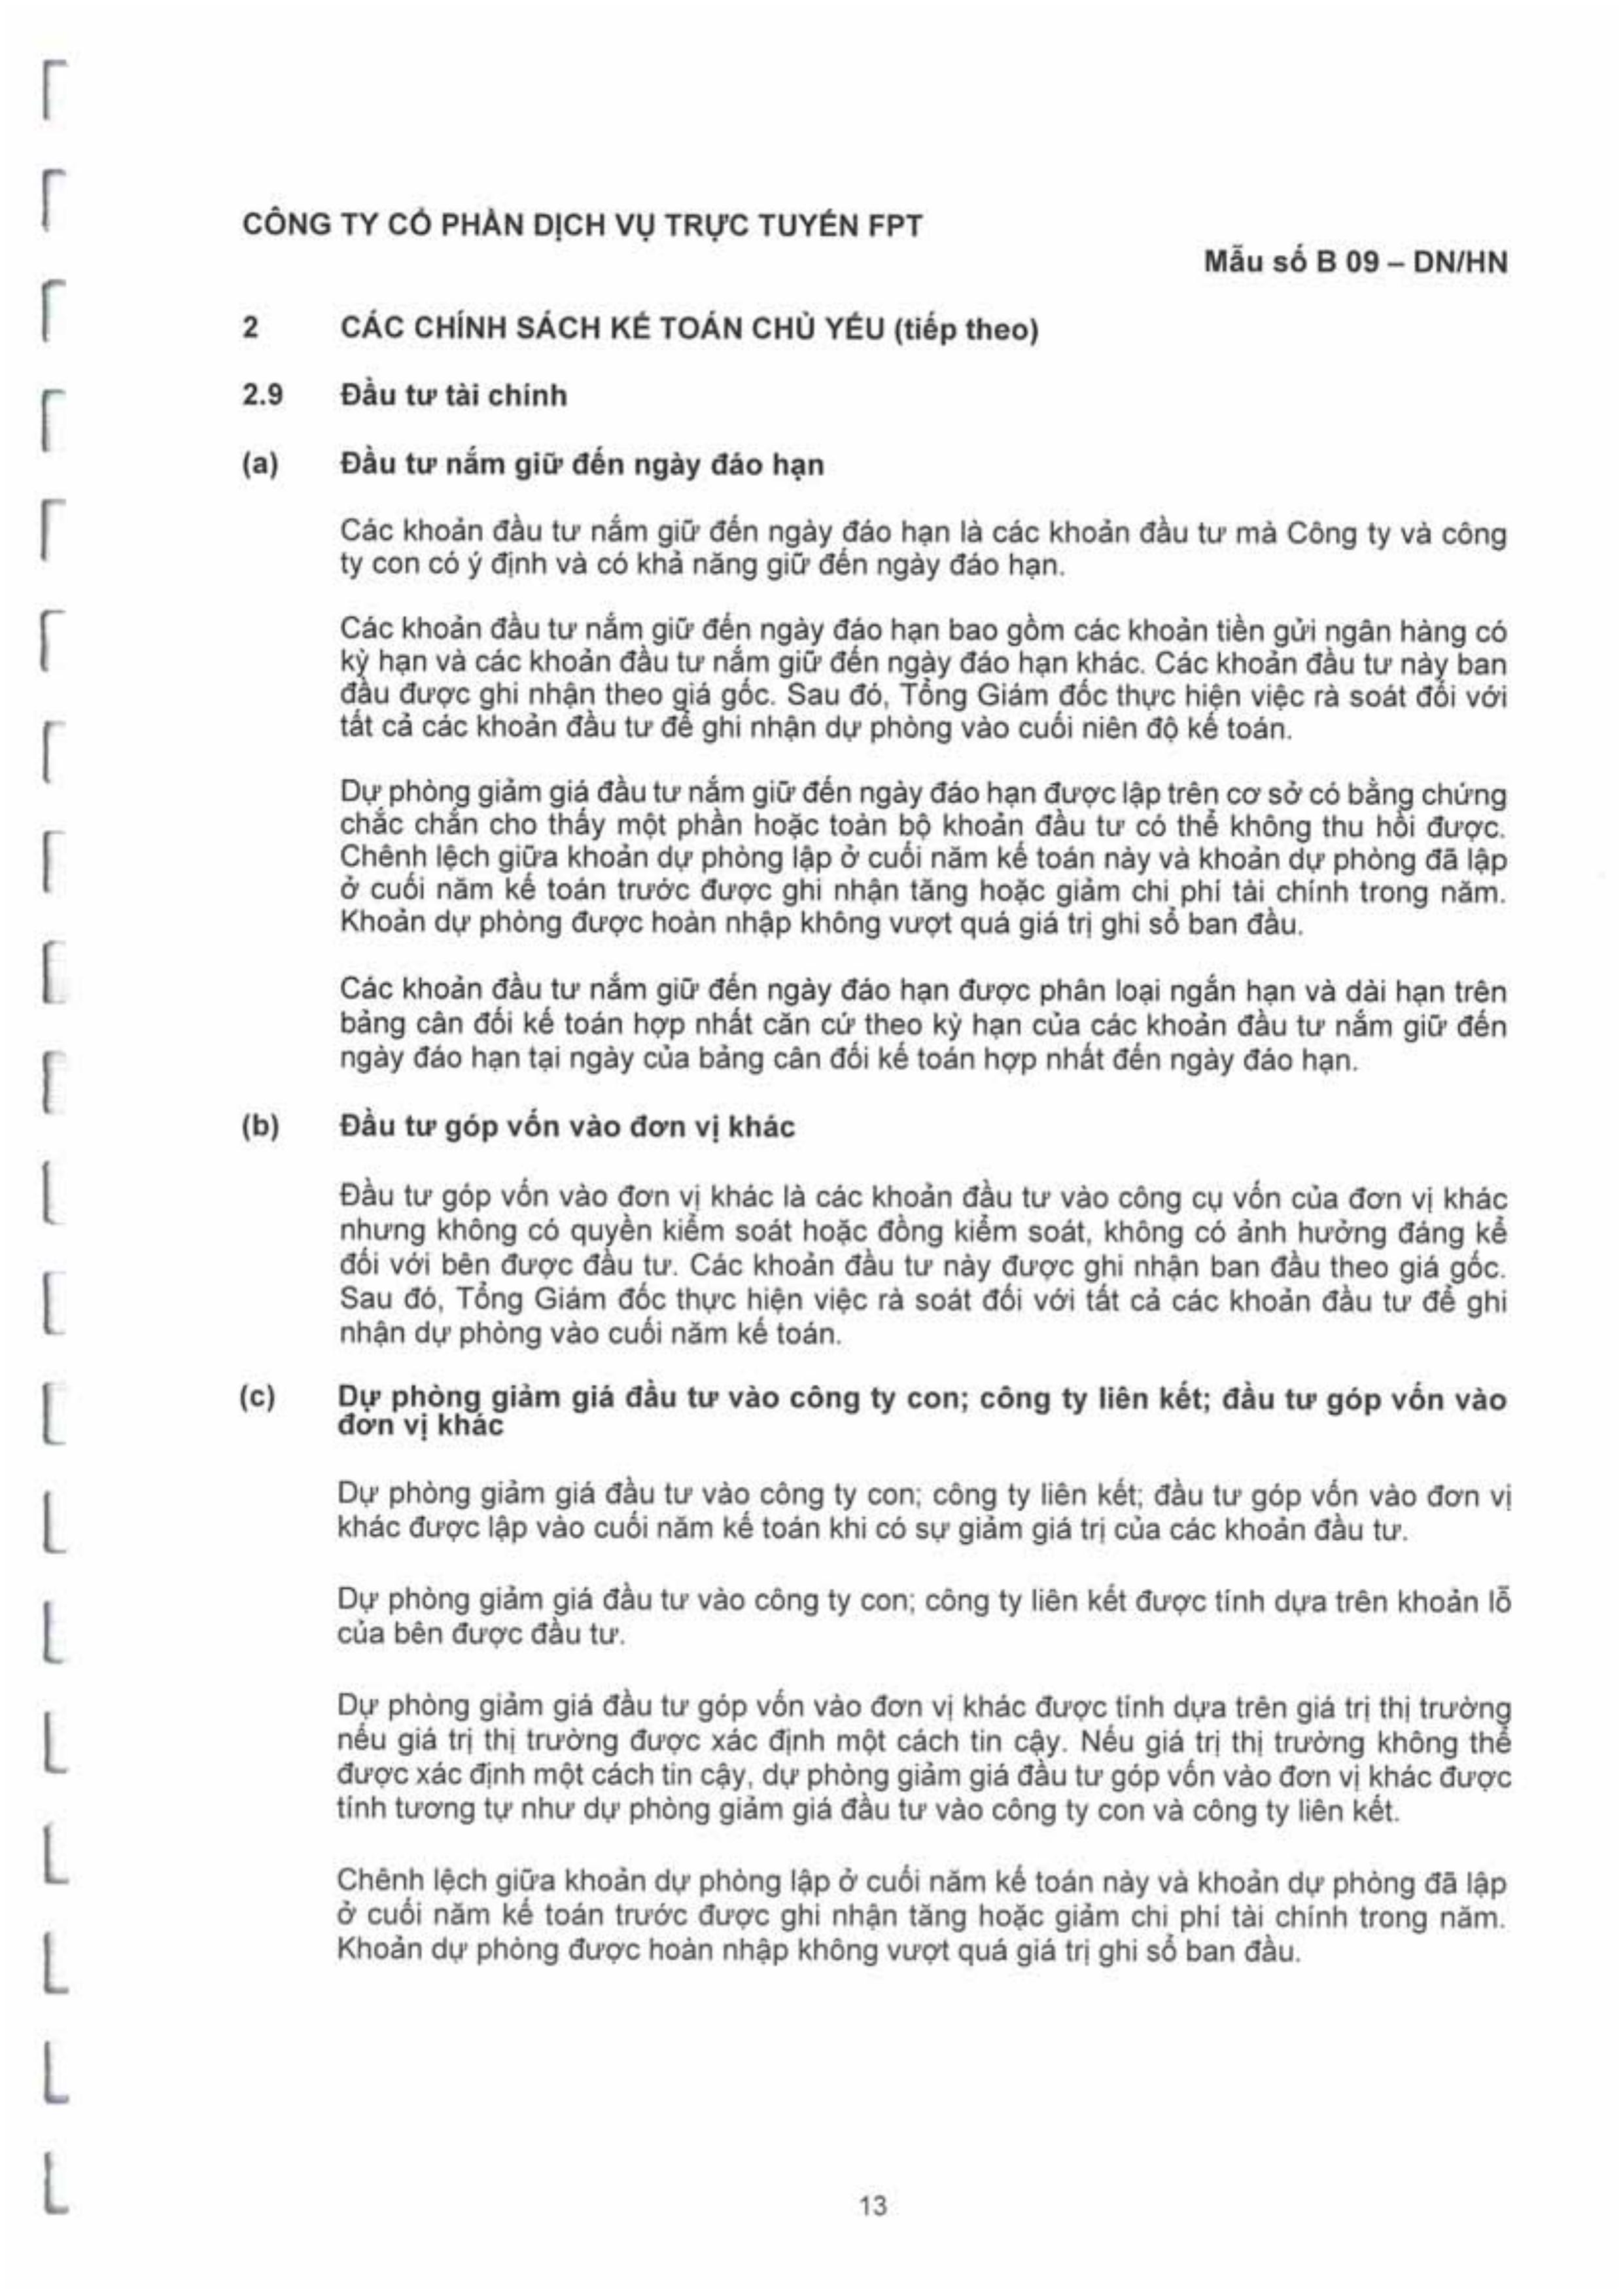 CÔNG TY CỔ PHẦN DỊCH VỤ TRỰC TUYẾN FPT
Mẫu số B 09 – DN/HN
2 CÁC CHÍNH SÁCH KẾ TOÁN CHỦ YẾU (tiếp theo)
2.9 Đầu tư tài chính
(a) Đầu tư nắm giữ đến ngày đáo hạn
Các khoản đầu tư nắm giữ đến ngày đáo hạn là các khoản đầu tư mà Công ty và công
ty con có ý định và có khả năng giữ đến ngày đáo hạn.
Các khoản đầu tư nắm giữ đến ngày đáo hạn bao gồm các khoản tiền gửi ngân hàng có
kỳ hạn và các khoản đầu tư nắm giữ đến ngày đáo hạn khác. Các khoản đầu tư này ban
đầu được ghi nhận theo giá gốc. Sau đó, Tổng Giám đốc thực hiện việc rà soát đối với
tất cả các khoản đầu tư để ghi nhận dự phòng vào cuối niên độ kế toán.
Dự phòng giảm giá đầu tư nắm giữ đến ngày đáo hạn được lập trên cơ sở có bằng chứng
chắc chắn cho thấy một phần hoặc toàn bộ khoản đầu tư có thể không thu hồi được.
Chênh lệch giữa khoản dự phòng lập ở cuối năm kế toán này và khoản dự phòng đã lập
ở cuối năm kế toán trước được ghi nhận tăng hoặc giảm chi phí tài chính trong năm.
Khoản dự phòng được hoàn nhập không vượt quá giá trị ghi sổ ban đầu.
Các khoản đầu tư nắm giữ đến ngày đáo hạn được phân loại ngắn hạn và dài hạn trên
bảng cân đối kế toán hợp nhất căn cứ theo kỳ hạn của các khoản đầu tư nắm giữ đến
ngày đáo hạn tại ngày của bảng cân đối kế toán hợp nhất đến ngày đáo hạn.
(b) Đầu tư góp vốn vào đơn vị khác
Đầu tư góp vốn vào đơn vị khác là các khoản đầu tư vào công cụ vốn của đơn vị khác
nhưng không có quyền kiểm soát hoặc đồng kiểm soát, không có ảnh hưởng đáng kể
đối với bên được đầu tư. Các khoản đầu tư này được ghi nhận ban đầu theo giá gốc.
Sau đó, Tổng Giám đốc thực hiện việc rà soát đối với tất cả các khoản đầu tư để ghi
nhận dự phòng vào cuối năm kế toán.
(c) Dự phòng giảm giá đầu tư vào công ty con; công ty liên kết; đầu tư góp vốn vào
đơn vị khác
Dự phòng giảm giá đầu tư vào công ty con; công ty liên kết; đầu tư góp vốn vào đơn vị
khác được lập vào cuối năm kế toán khi có sự giảm giá trị của các khoản đầu tư.
Dự phòng giảm giá đầu tư vào công ty con; công ty liên kết được tính dựa trên khoản lỗ
của bên được đầu tư.
Dự phòng giảm giá đầu tư góp vốn vào đơn vị khác được tính dựa trên giá trị thị trường
nếu giá trị thị trường được xác định một cách tin cậy. Nếu giá trị thị trường không thể
được xác định một cách tin cậy, dự phòng giảm giá đầu tư góp vốn vào đơn vị khác được
tính tương tự như dự phòng giảm giá đầu tư vào công ty con và công ty liên kết.
Chênh lệch giữa khoản dự phòng lập ở cuối năm kế toán này và khoản dự phòng đã lập
ở cuối năm kế toán trước được ghi nhận tăng hoặc giảm chi phí tài chính trong năm.
Khoản dự phòng được hoàn nhập không vượt quá giá trị ghi sổ ban đầu.
13